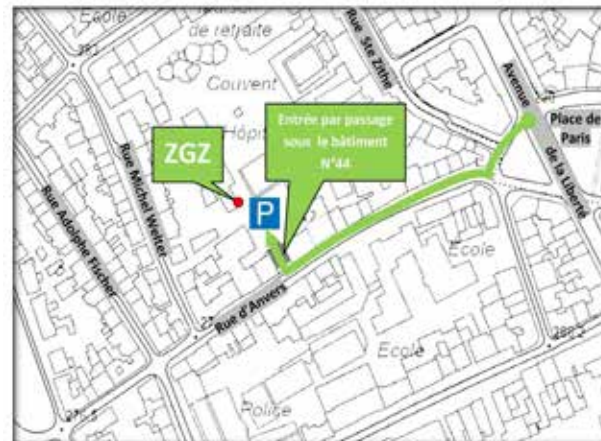 Ecole
de retraite
Couvent
Hôpit
ZGZ
Entrée par passage
sous le bâtiment
N°44
P
Rue Ste Zithe
Avenue
de la Liberté
Place de
Paris
Rue Michel Welter
Rue Adolphe Fischer
Rue d'Anvers
Ecole
Ecole
Police